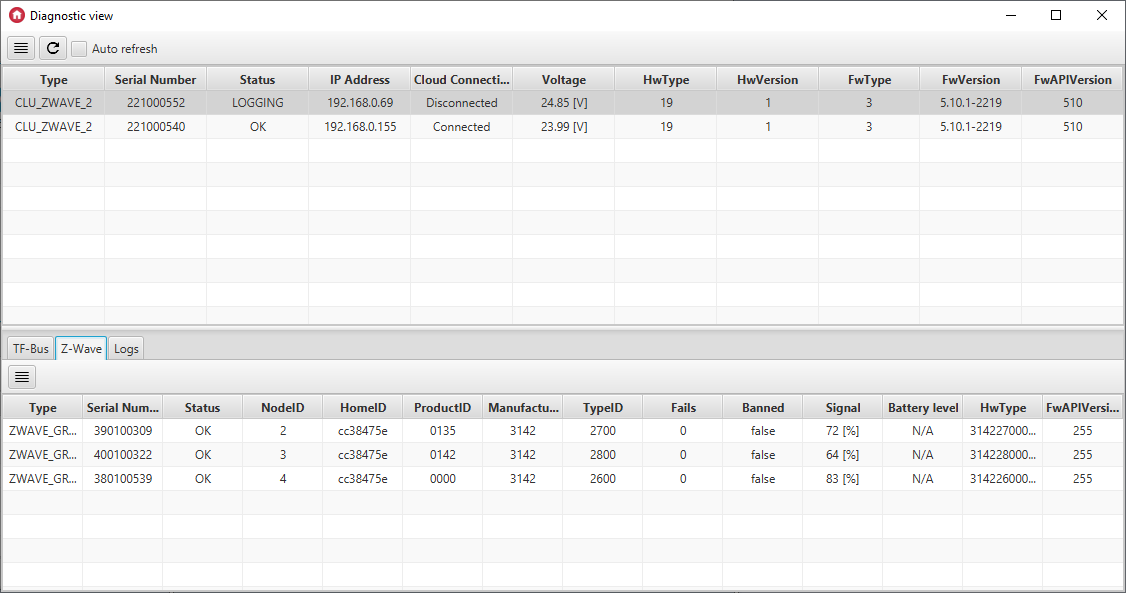 Diagnostic view
Auto refresh
Type Serial Number Status IP Address Cloud Connecti... Voltage HwType HwVersion FwType FwVersion FwAPIVersion
CLU_ZWAVE_2 221000552 LOGGING 192.168.0.69 Disconnected 24.85 [V] 19 1 3 5.10.1-2219 510
CLU_ZWAVE_2 221000540 OK 192.168.0.155 Connected 23.99 [V] 19 1 3 5.10.1-2219 510
TF-Bus Z-Wave Logs
Type Serial Num... Status NodeID HomeID ProductID Manufactu... TypeID Fails Banned Signal Battery level HwType FwAPIVersi...
ZWAVE_GR... 390100309 OK 2 cc38475e 0135 3142 2700 0 false 72 [%] N/A 314227000... 255
ZWAVE_GR... 400100322 OK 3 cc38475e 0142 3142 2800 0 false 64 [%] N/A 314228000... 255
ZWAVE_GR... 380100539 OK 4 cc38475e 0000 3142 2600 0 false 83 [%] N/A 314226000... 255